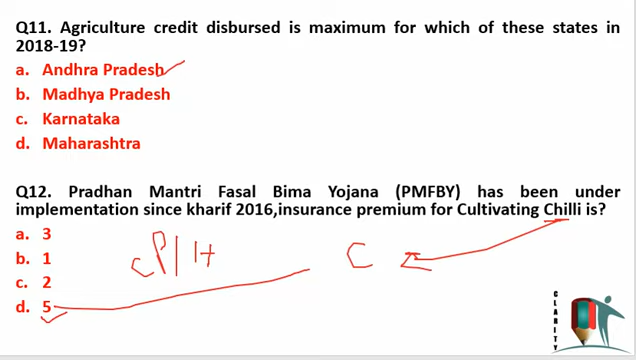 Q11. Agriculture credit disbursed is maximum for which of these states in
2018-19?
a. Andhra Pradesh
b. Madhya Pradesh
c. Karnataka
d. Maharashtra
Q12. Pradhan Mantri Fasal Bima Yojana (PMFBY) has been under
implementation since kharif 2016,insurance premium for Cultivating Chilli is?
a. 3
b. 1
c. 2
d. 5
CP/H C
CLARITY